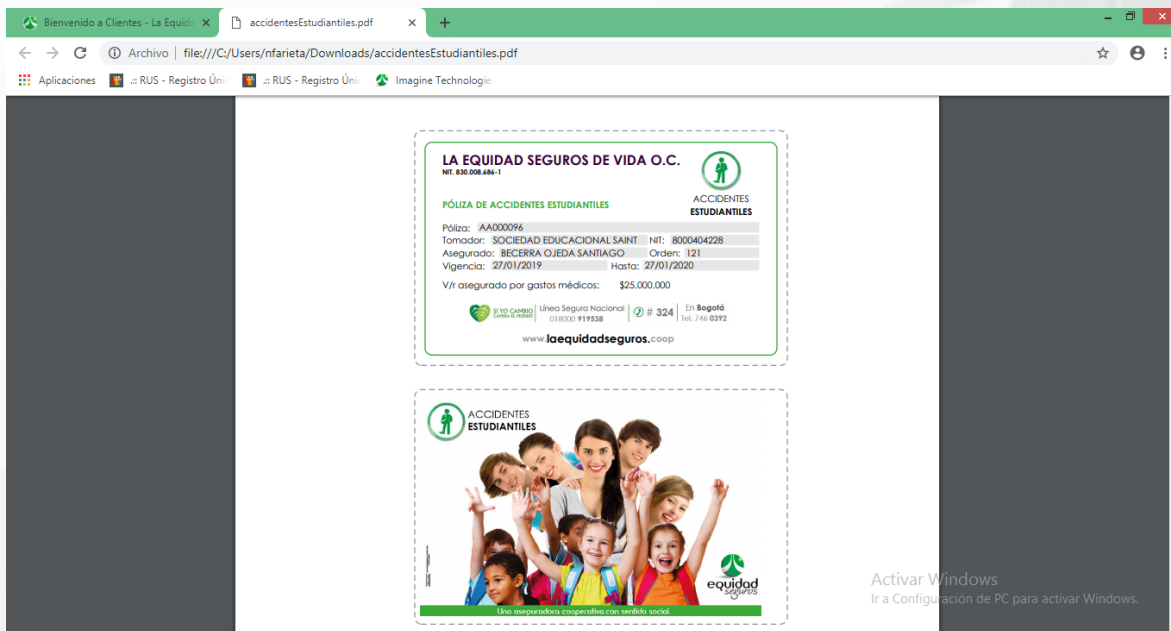 Bienvenido a Clientes - La Equida
accidentesEstudiantiles.pdf
Archivo | file:///C:/Users/nfarieta/Downloads/accidentesEstudiantiles.pdf
Aplicaciones .:: RUS - Registro Úni .:: RUS - Registro Úni Imagine Technologie
LA EQUIDAD SEGUROS DE VIDA O.C.
NIT. 830.008.686-1
ACCIDENTES
ESTUDIANTILES
PÓLIZA DE ACCIDENTES ESTUDIANTILES
Póliza: AA000096
Tomador: SOCIEDAD EDUCACIONAL SAINT NIT: 8000404228
Asegurado: BECERRA OJEDA SANTIAGO Orden: 121
Vigencia: 27/01/2019 Hasta: 27/01/2020
V/r asegurado por gastos médicos: $25.000.000
SI YO CAMBIO
CAMBIA EL MUNDO
Línea Segura Nacional
018000 919538
# 324
En Bogotá
Tel. 746 0392
www.laequidadseguros.coop
ACCIDENTES
ESTUDIANTILES
equidad
seguros
Una aseguradora cooperativa con sentido social
Activar Windows
Ir a Configuración de PC para activar Windows.